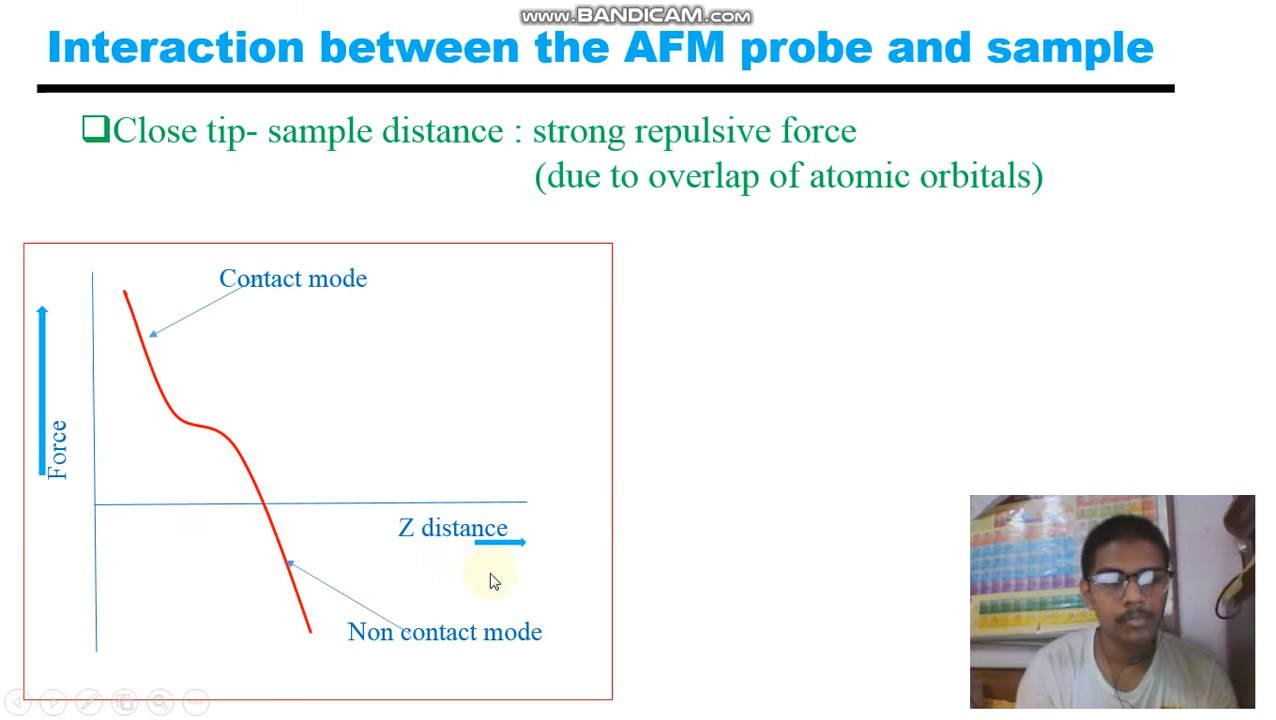 www.BANDICAM.com
Interaction between the AFM probe and sample
❑Close tip- sample distance : strong repulsive force
(due to overlap of atomic orbitals)
Contact mode
Force
Z distance
Non contact mode